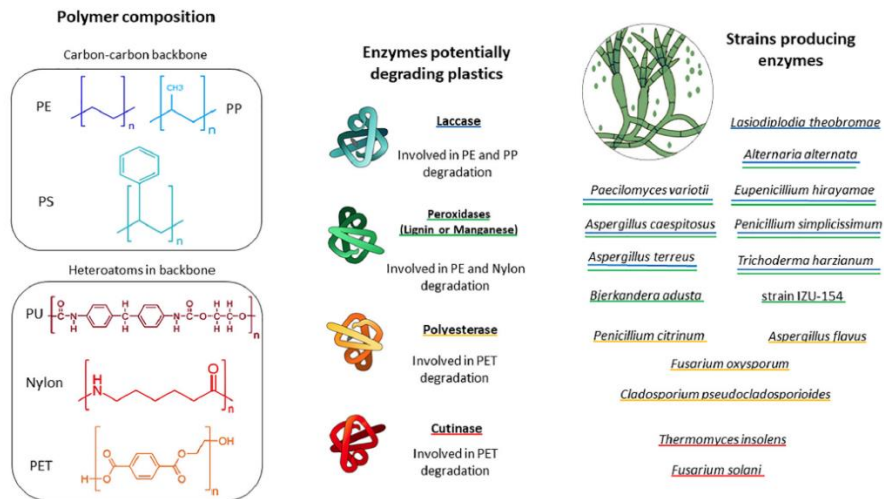 Polymer composition
Carbon-carbon backbone
PE
CH3
n
n
PP
PS
n
Heteroatoms in backbone
PU
O
C
N
H
H
C
H
N
H
O
C
O
H
C
H
H
C
H
O
n
Nylon
H
N
O
n
PET
H
O
O
O
O
OH
n
Enzymes potentially
degrading plastics
Laccase
Involved in PE and PP
degradation
Peroxidases
(Lignin or Manganese)
Involved in PE and Nylon
degradation
Polyesterase
Involved in PET
degradation
Cutinase
Involved in PET
degradation
Strains producing
enzymes
Lasiodiplodia theobromae
Alternaria alternata
Paecilomyces variotii Eupenicillium hirayamae
Aspergillus caespitosus Penicillium simplicissimum
Aspergillus terreus Trichoderma harzianum
Bierkandera adusta strain IZU-154
Penicillium citrinum Aspergillus flavus
Fusarium oxysporum
Cladosporium pseudocladosporioides
Thermomyces insolens
Fusarium solani